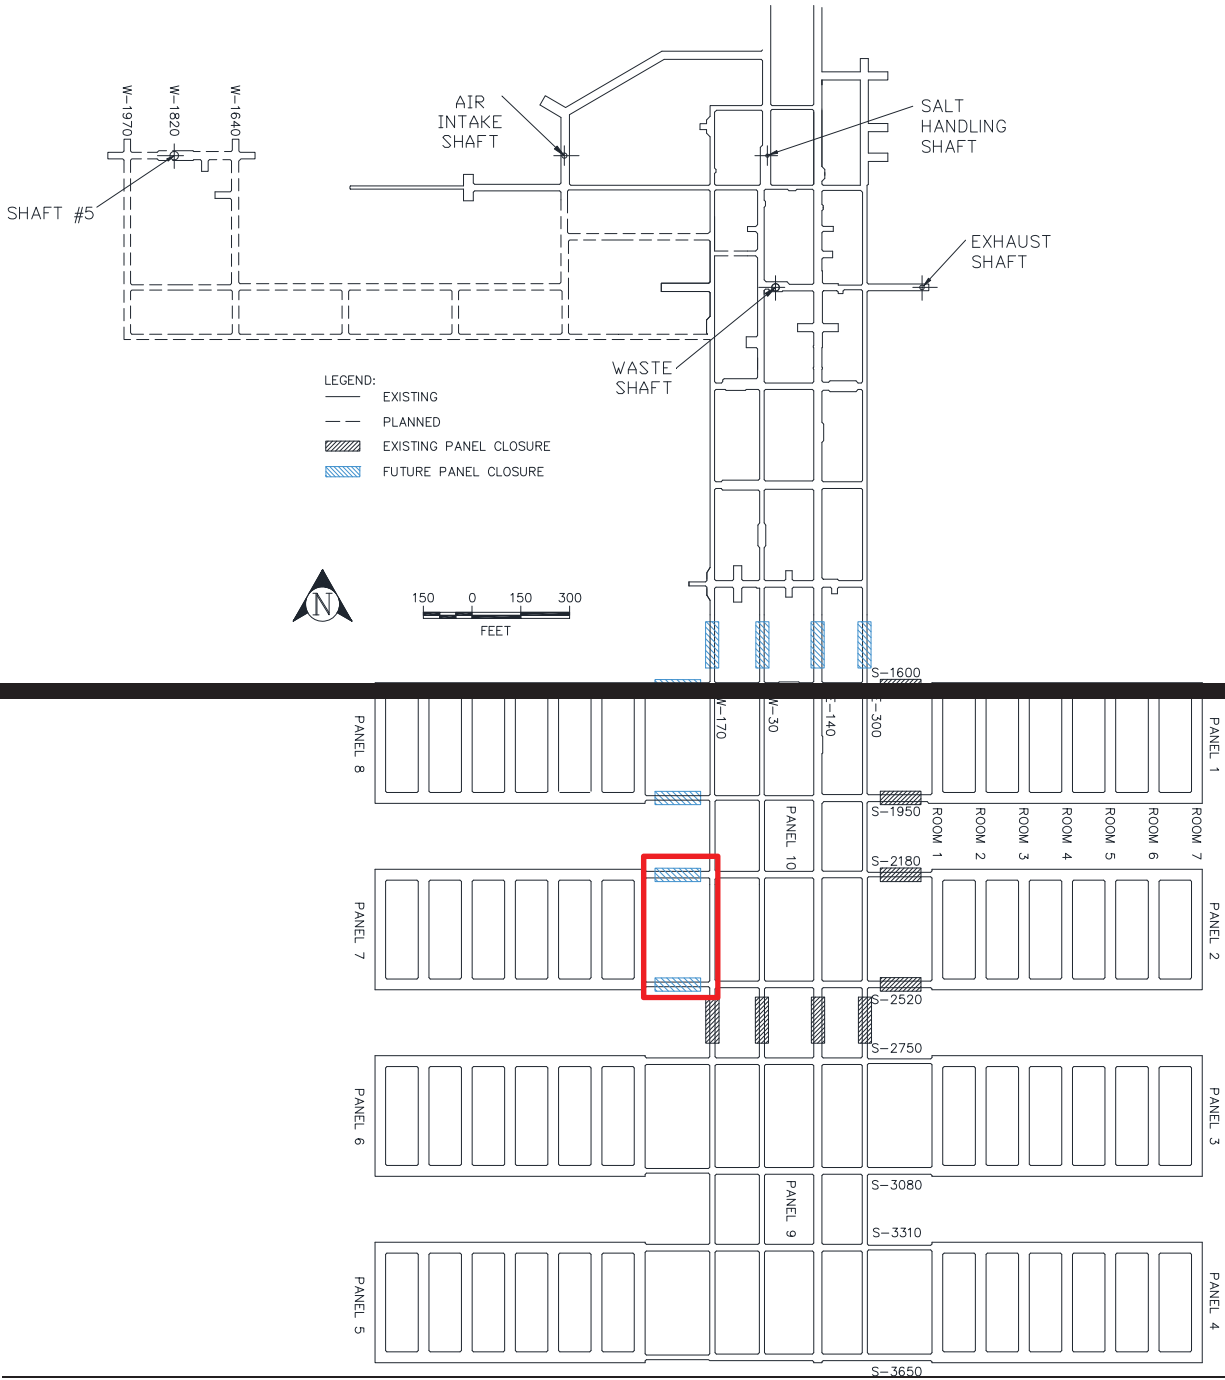 W-1970
W-1820
W-1640
SHAFT #5
AIR
INTAKE
SHAFT
SALT
HANDLING
SHAFT
EXHAUST
SHAFT
WASTE
SHAFT
LEGEND:
EXISTING
PLANNED
EXISTING PANEL CLOSURE
FUTURE PANEL CLOSURE
N
150 0 150 300
FEET
S-1600
W-170
W-30
E-140
E-300
PANEL 8
PANEL 1
S-1950
PANEL 10
ROOM 1
ROOM 2
ROOM 3
ROOM 4
ROOM 5
ROOM 6
ROOM 7
S-2180
PANEL 7
PANEL 2
S-2520
S-2750
PANEL 6
PANEL 3
S-3080
PANEL 9
S-3310
PANEL 5
PANEL 4
S-3650